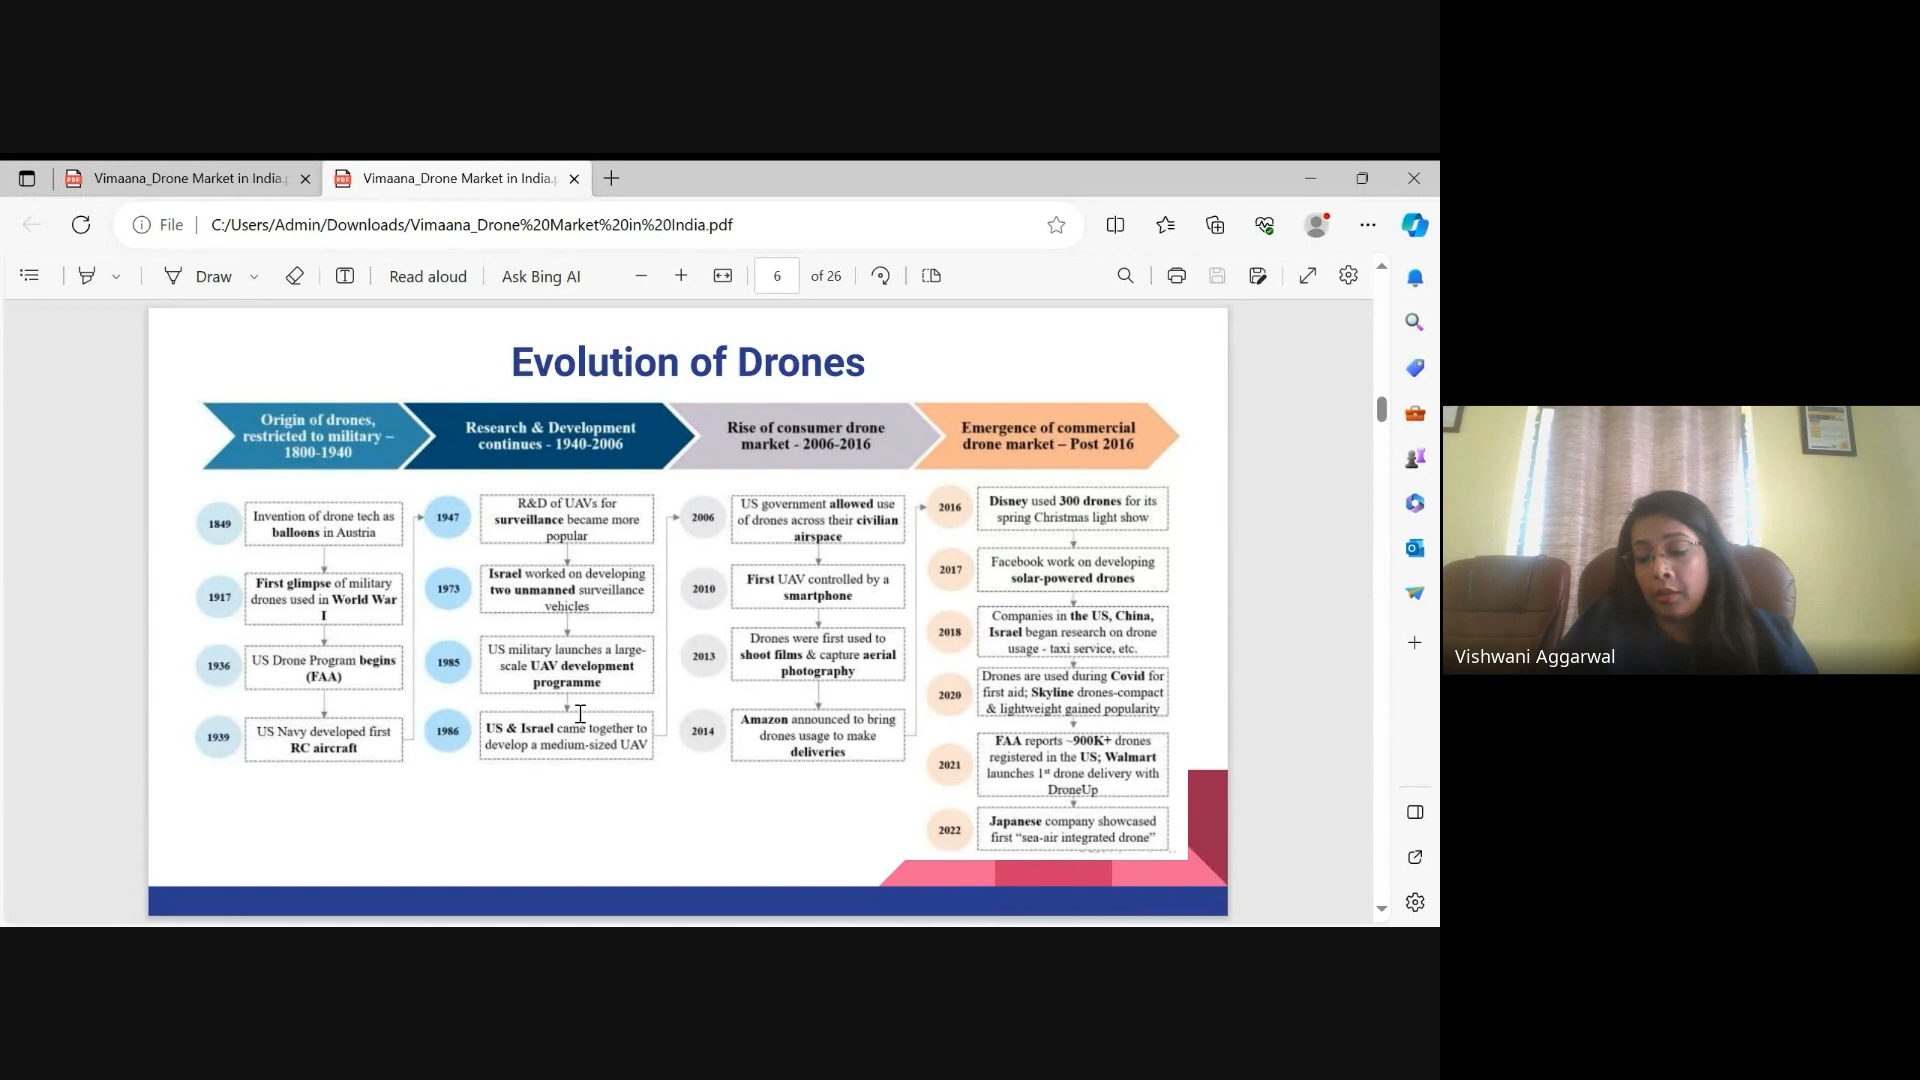 Vimaana_Drone Market in India.p
Vimaana_Drone Market in India.p
File
C:/Users/Admin/Downloads/Vimaana_Drone%20Market%20in%20India.pdf
Draw
Read aloud
Ask Bing AI
6
of 26
Evolution of Drones
Origin of drones,
restricted to military –
1800-1940
Research & Development
continues - 1940-2006
Rise of consumer drone
market - 2006-2016
Emergence of commercial
drone market – Post 2016
1849
Invention of drone tech as
balloons in Austria
1917
First glimpse of military
drones used in World War
I
1936
US Drone Program begins
(FAA)
1939
US Navy developed first
RC aircraft
1947
R&D of UAVs for
surveillance became more
popular
1973
Israel worked on developing
two unmanned surveillance
vehicles
1985
US military launches a large-
scale UAV development
programme
1986
US & Israel came together to
develop a medium-sized UAV
2006
US government allowed use
of drones across their civilian
airspace
2010
First UAV controlled by a
smartphone
2013
Drones were first used to
shoot films & capture aerial
photography
2014
Amazon announced to bring
drones usage to make
deliveries
2016
Disney used 300 drones for its
spring Christmas light show
2017
Facebook work on developing
solar-powered drones
2018
Companies in the US, China,
Israel began research on drone
usage - taxi service, etc.
2020
Drones are used during Covid for
first aid; Skyline drones-compact
& lightweight gained popularity
2021
FAA reports ~900K+ drones
registered in the US; Walmart
launches 1st drone delivery with
DroneUp
2022
Japanese company showcased
first “sea-air integrated drone”
Vishwani Aggarwal